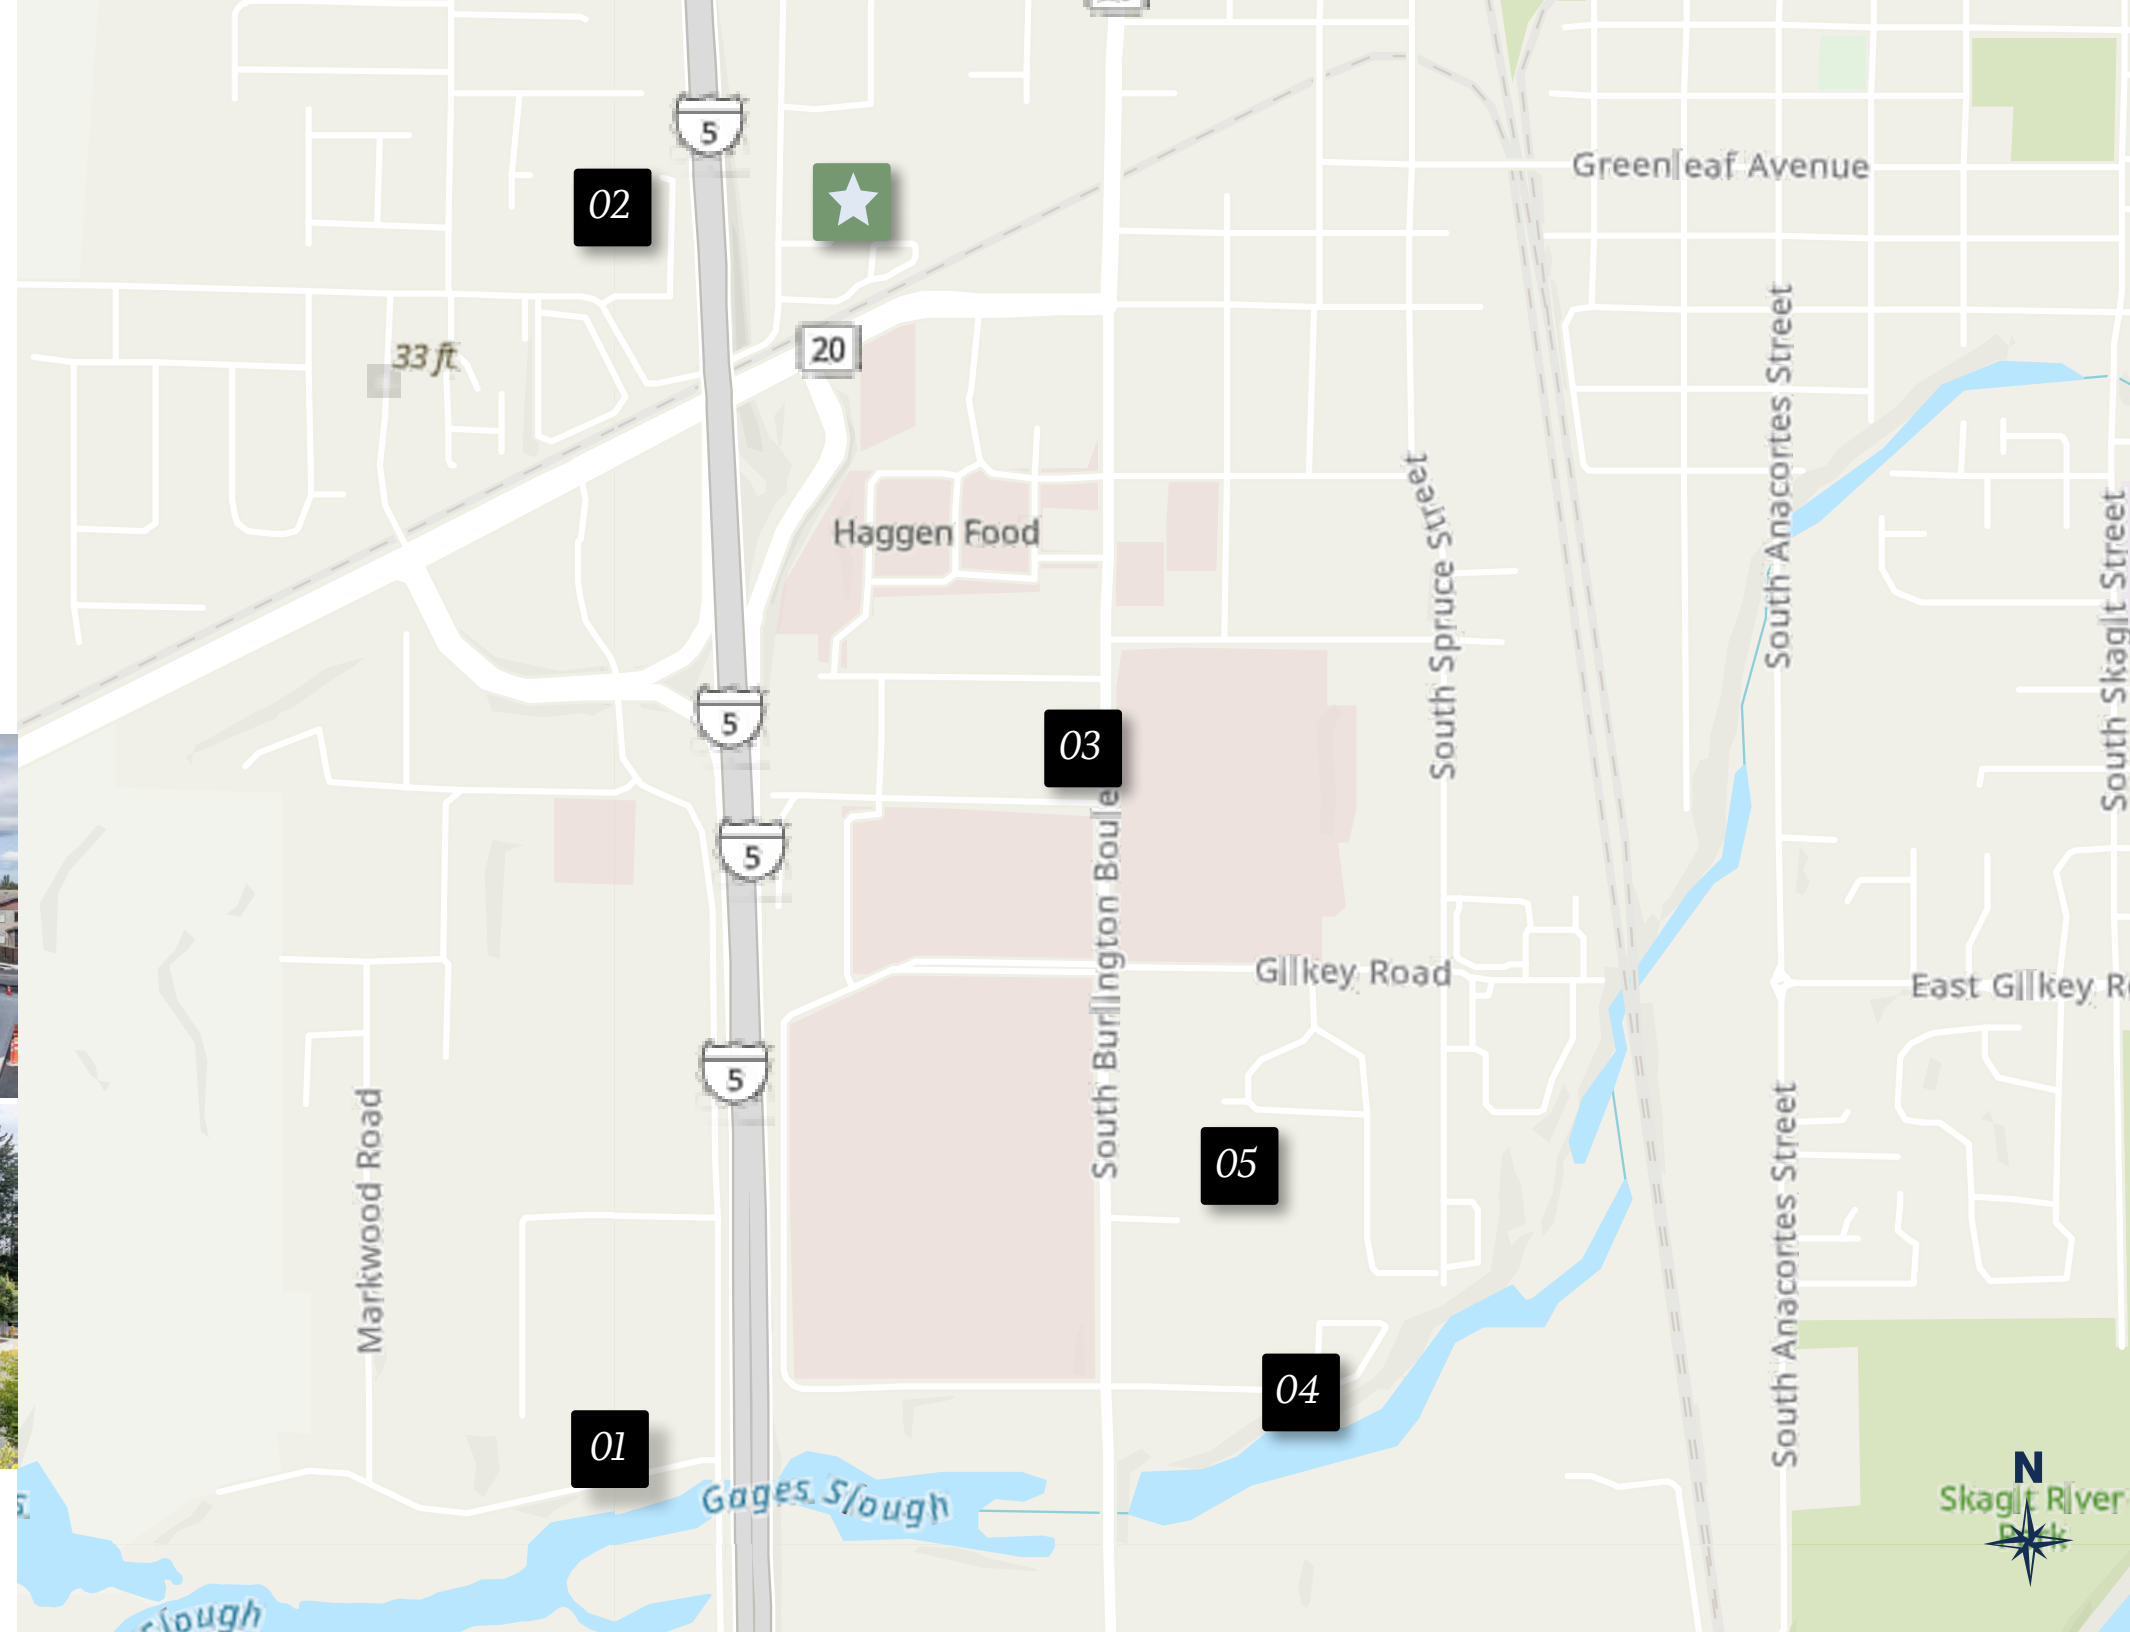 5
02
Greenleaf Avenue
20
33 ft
South Anacortes Street
Haggen Food
South Spruce Street
South Skagit Street
5
03
5
South Burlington Boule
Gilkey Road
East Gilkey R
5
Markwood Road
05
South Anacortes Street
04
01
Gages Slough
N
Skagit River
Park
Slough